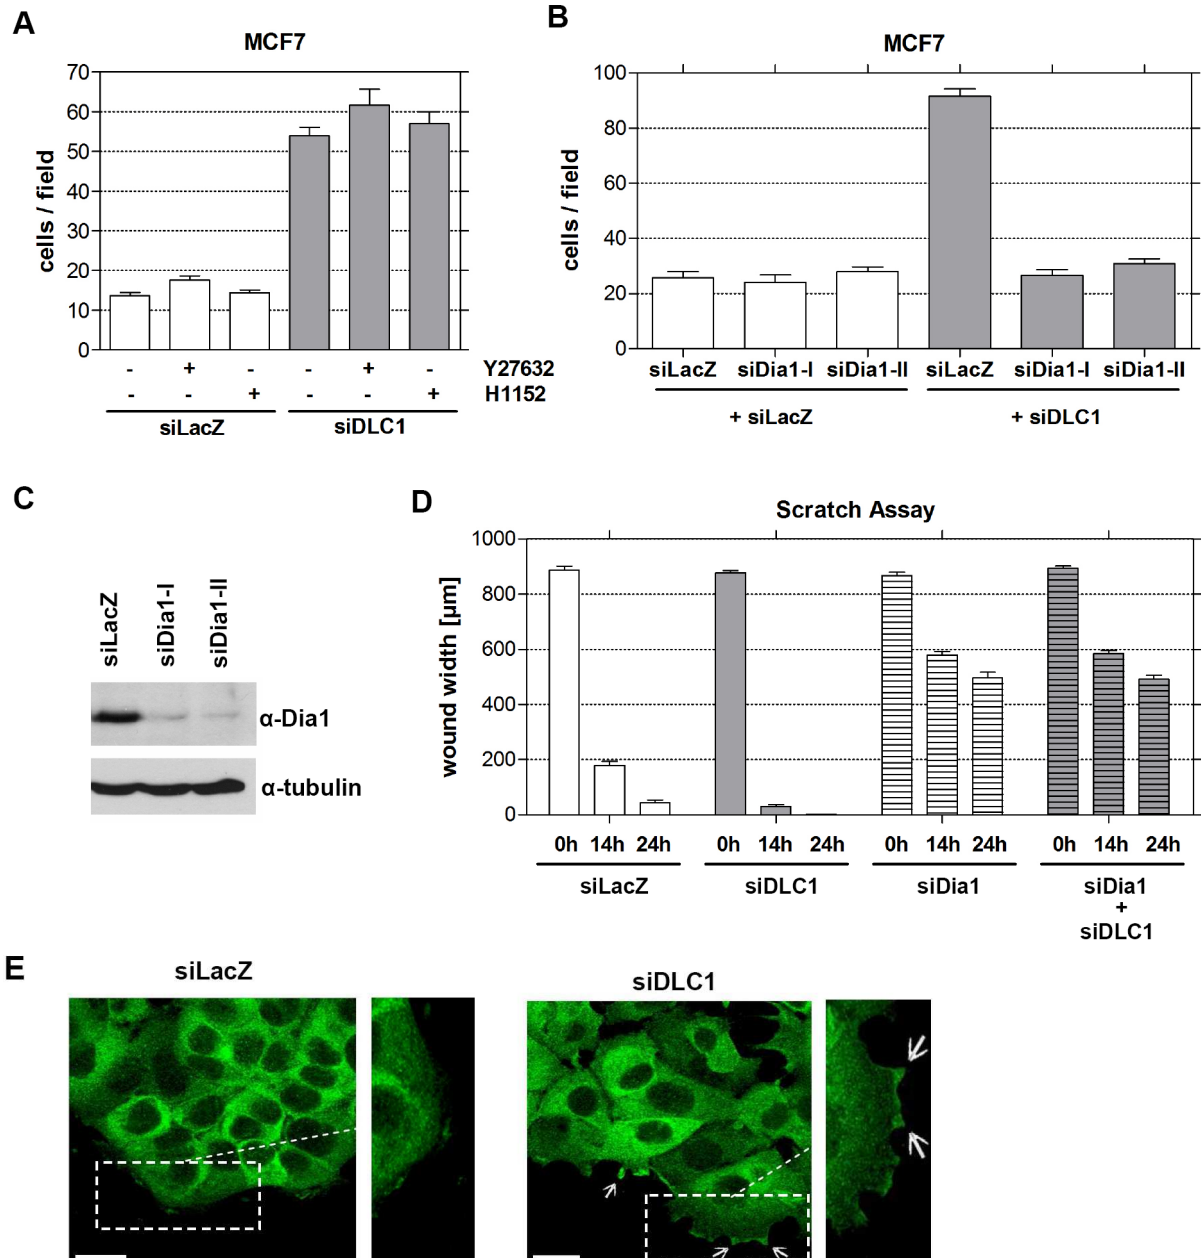 A
MCF7
cells / field
70
60
50
40
30
20
10
0
- + - - + - Y27632
- - + - - + H1152
siLacZ siDLC1
B
MCF7
cells / field
100
80
60
40
20
0
siLacZ siDia1-I siDia1-II siLacZ siDia1-I siDia1-II
+ siLacZ + siDLC1
C
siLacZ
siDia1-I
siDia1-II
α-Dia1
α-tubulin
D
Scratch Assay
wound width [µm]
1000
800
600
400
200
0
0h 14h 24h 0h 14h 24h 0h 14h 24h 0h 14h 24h
siLacZ siDLC1 siDia1 siDia1
+
siDLC1
E
siLacZ
siDLC1